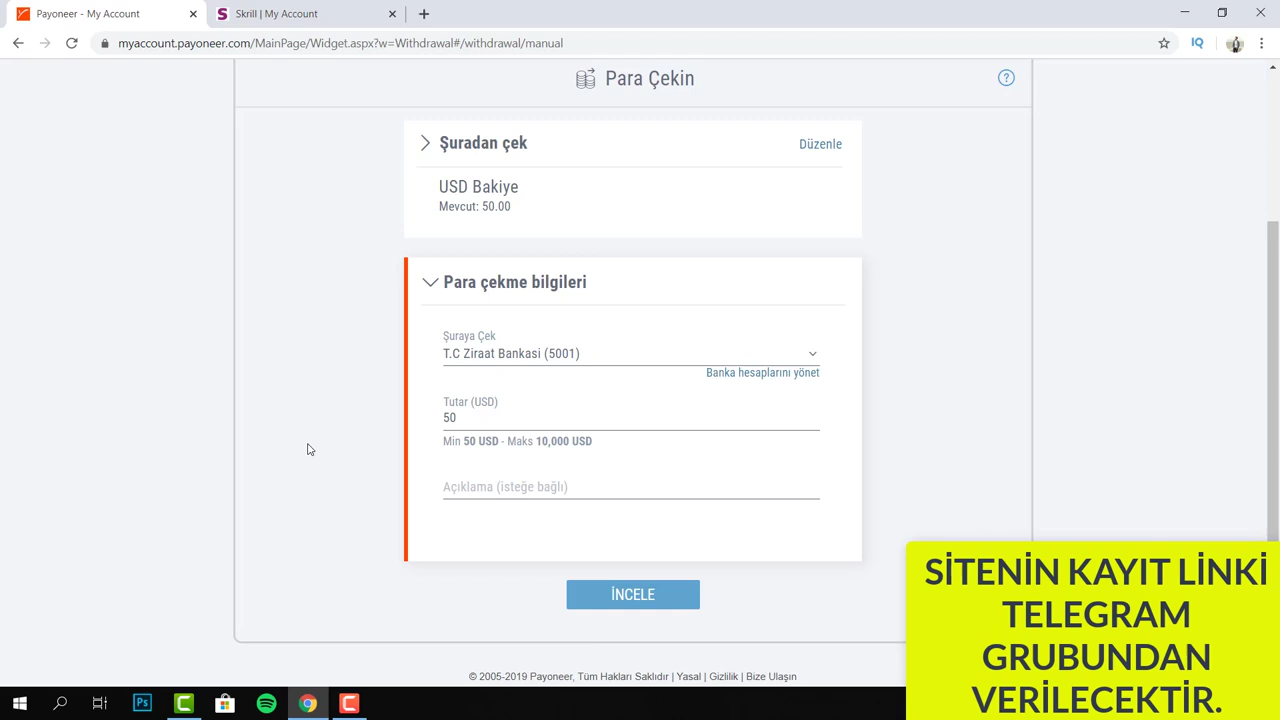 Payoneer - My Account
Skrill | My Account
myaccount.payoneer.com/MainPage/Widget.aspx?w=Withdrawal#/withdrawal/manual
IQ
Para Çekin
?
Şuradan çek
Düzenle
USD Bakiye
Mevcut: 50.00
Para çekme bilgileri
Şuraya Çek
T.C Ziraat Bankasi (5001)
Banka hesaplarını yönet
Tutar (USD)
50
Min 50 USD - Maks 10,000 USD
Açıklama (isteğe bağlı)
İNCELE
© 2005-2019 Payoneer, Tüm Hakları Saklıdır | Yasal | Gizlilik | Bize Ulaşın
SİTENİN KAYIT LİNKİ
TELEGRAM
GRUBUNDAN
VERİLECEKTİR.
Ps